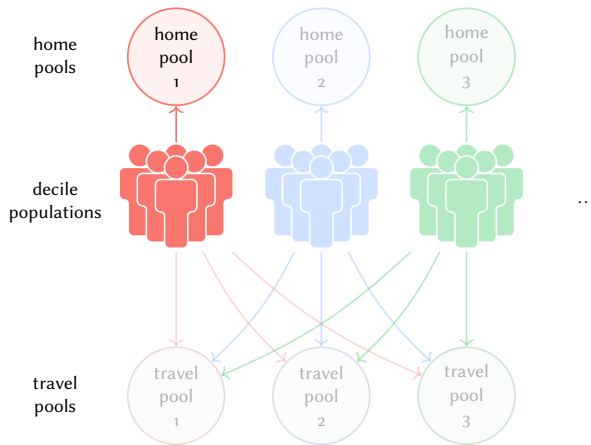 home
pools
home
pool
1
home
pool
2
home
pool
3
decile
populations
..
travel
pools
travel
pool
1
travel
pool
2
travel
pool
3